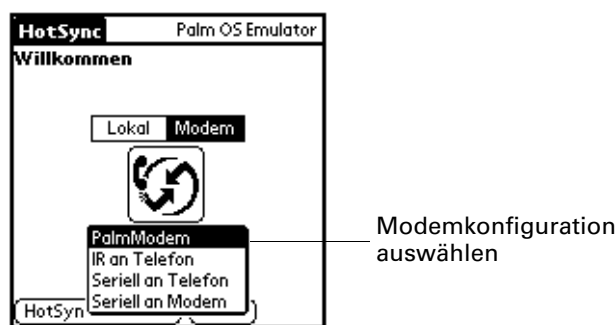 HotSync Palm OS Emulator
Willkommen
Lokal Modem
PalmModem
IR an Telefon
Seriell an Telefon
Seriell an Modem
HotSyn
Modemkonfiguration
auswählen